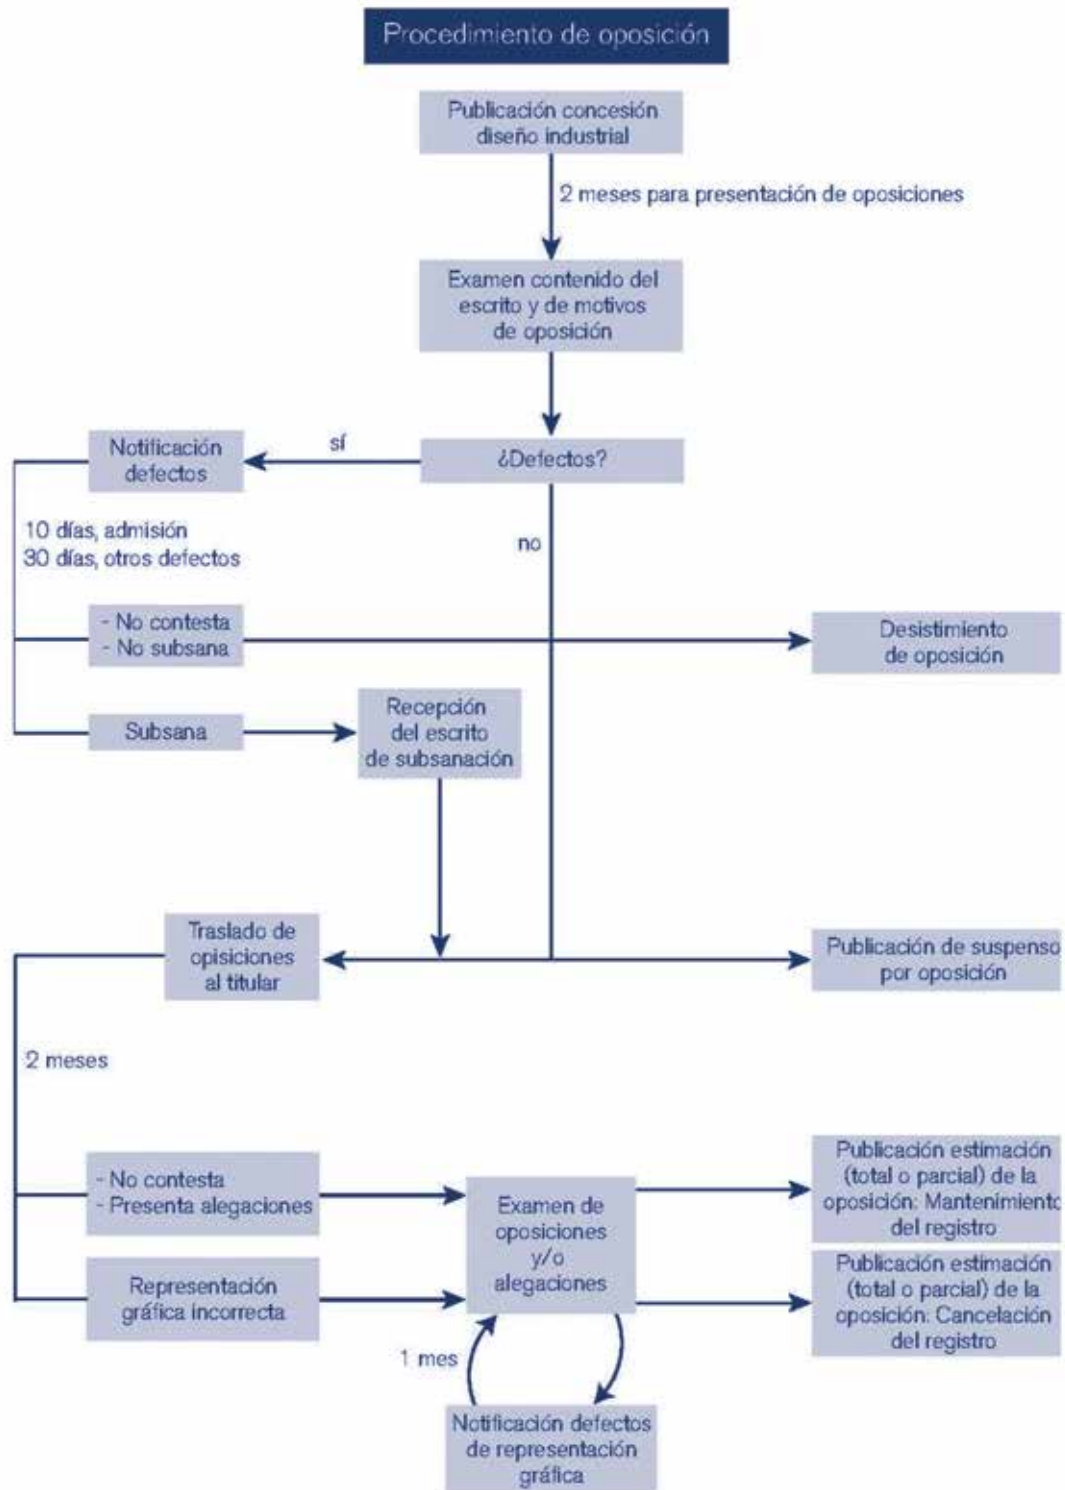 Procedimiento de oposición
Publicación concesión
diseño industrial
2 meses para presentación de oposiciones
Examen contenido del
escrito y de motivos
de oposición
¿Defectos?
sí
Notificación
defectos
10 días, admisión
30 días, otros defectos
no
- No contesta
- No subsana
Desistimiento
de oposición
Subsana
Recepción
del escrito
de subsanación
Traslado de
opisiciones
al titular
Publicación de suspenso
por oposición
2 meses
- No contesta
- Presenta alegaciones
Representación
gráfica incorrecta
Examen de
oposiciones
y/o
alegaciones
Publicación estimación
(total o parcial) de la
oposición: Mantenimiento
del registro
Publicación estimación
(total o parcial) de la
oposición: Cancelación
del registro
1 mes
Notificación defectos
de representación
gráfica